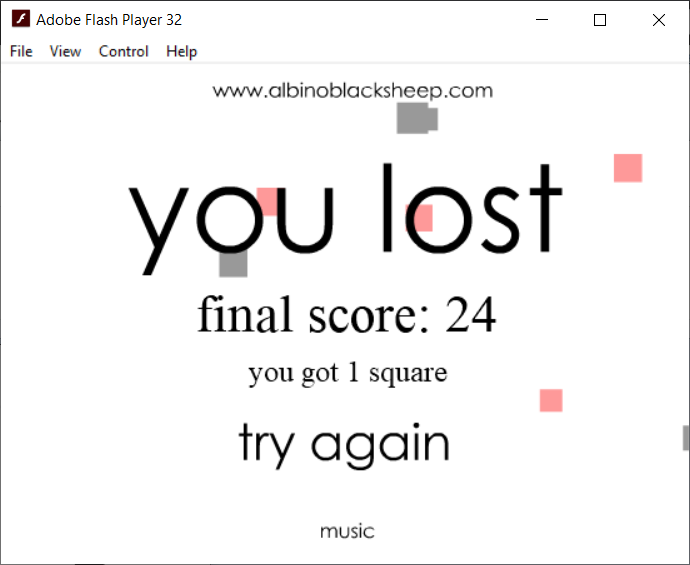 Adobe Flash Player 32
File View Control Help
www.albinoblacksheep.com
you lost
final score: 24
you got 1 square
try again
music